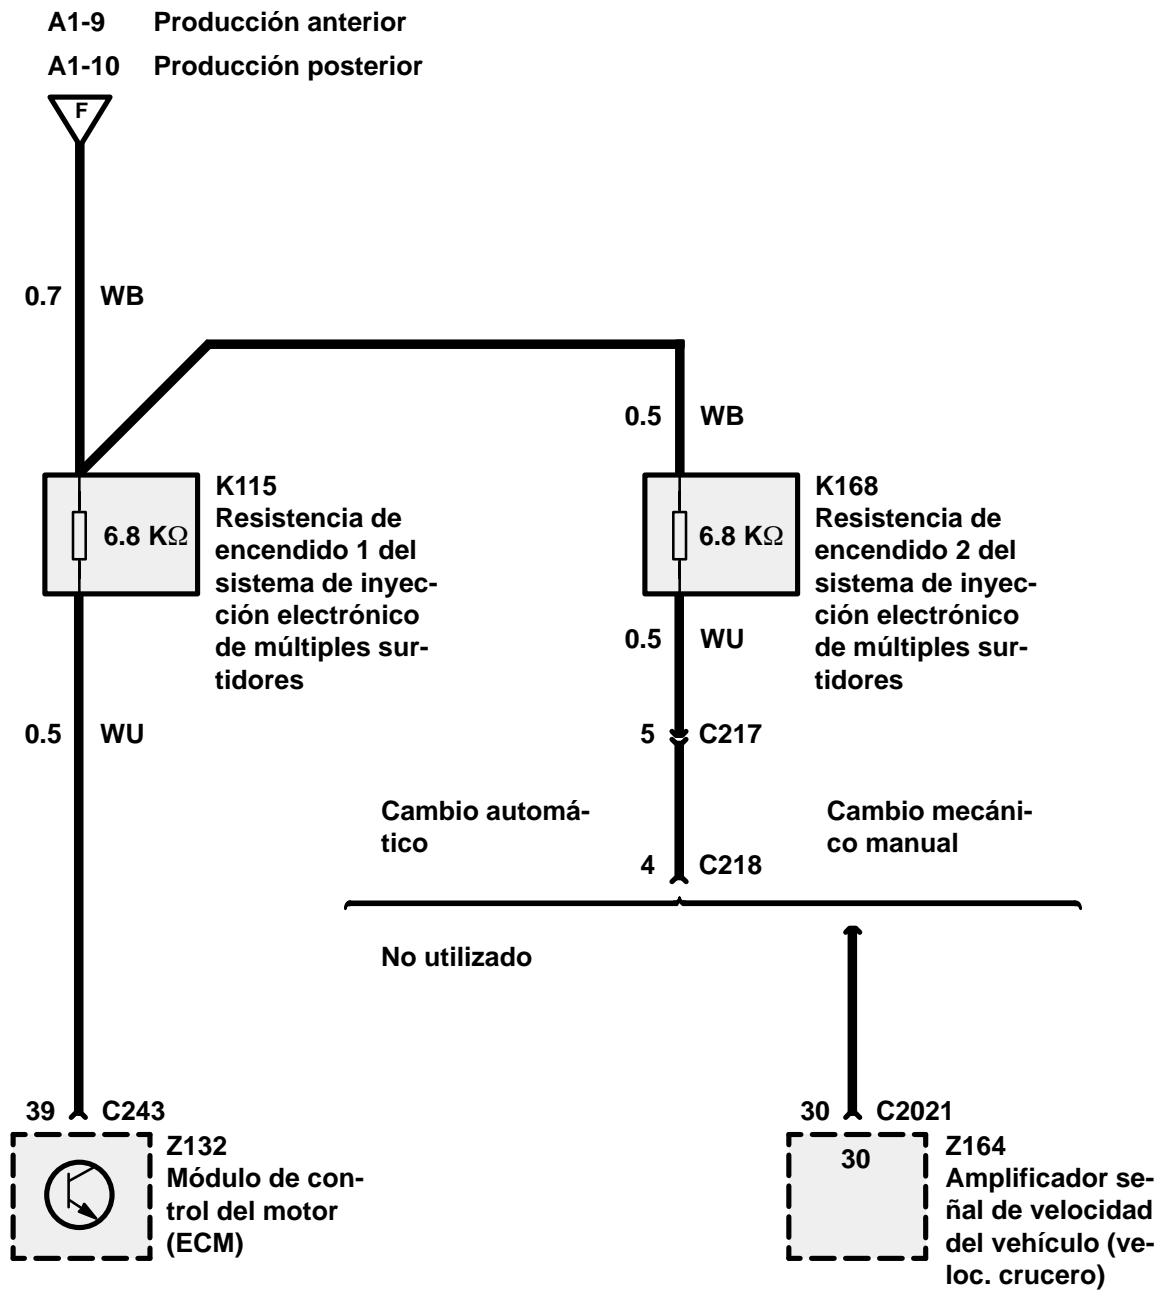 A1-9 Producción anterior
A1-10 Producción posterior
F
0.7 WB
0.5 WB
K115
Resistencia de
encendido 1 del
sistema de inyec-
ción electrónico
de múltiples sur-
tidores
6.8 KΩ
K168
Resistencia de
encendido 2 del
sistema de inyec-
ción electrónico
de múltiples sur-
tidores
6.8 KΩ
0.5 WU
0.5 WU
5 C217
Cambio automá-
tico
Cambio mecáni-
co manual
4 C218
No utilizado
39 C243
Z132
Módulo de con-
trol del motor
(ECM)
30 C2021
30
Z164
Amplificador se-
ñal de velocidad
del vehículo (ve-
loc. crucero)